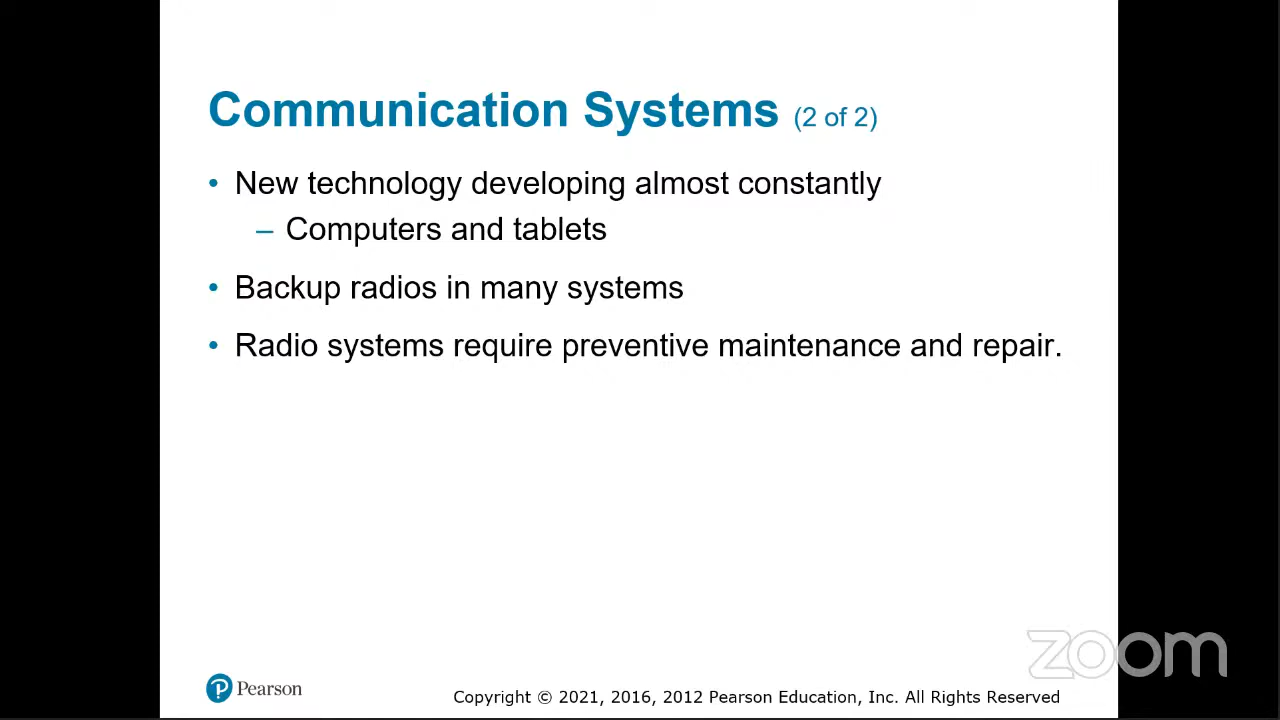 Communication Systems (2 of 2)
• New technology developing almost constantly
– Computers and tablets
• Backup radios in many systems
• Radio systems require preventive maintenance and repair.
zoom
Pearson
Copyright © 2021, 2016, 2012 Pearson Education, Inc. All Rights Reserved